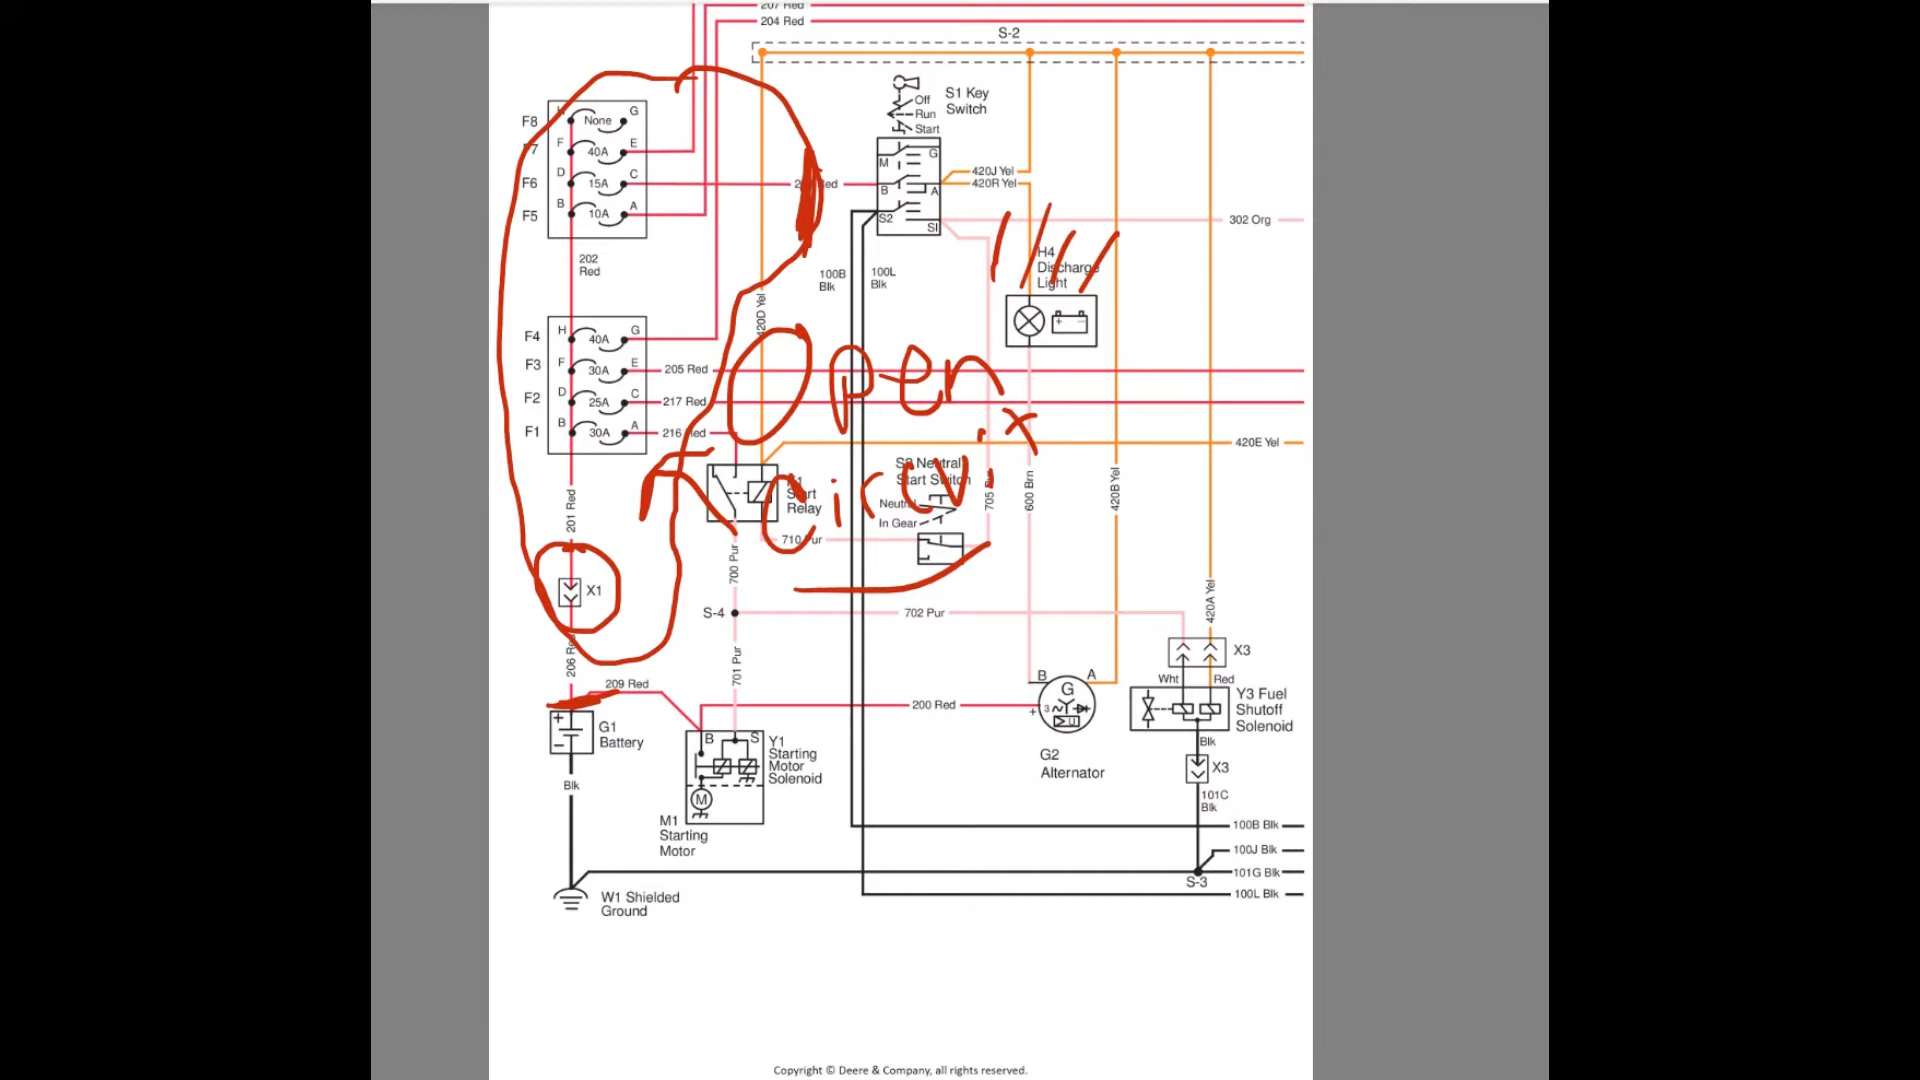 207 Red
204 Red
S-2
S1 Key
Switch
Off
Run
Start
F8 H None G
F7 F 40A E
F6 D 15A C
F5 B 10A A
M G
B A
S2 SI
420J Yel
420R Yel
302 Org
202
Red
100B
Blk
100L
Blk
H4
Discharge
Light
+ −
420D Yel
F4 H 40A G
F3 F 30A E 205 Red
F2 D 25A C 217 Red
F1 B 30A A 216 Red
open
420E Yel
Start
Relay
Neutral
Start Switch
In Gear
201 Red
600 Brn
420B Yel
710 Pur
700 Pur
X1
S-4
702 Pur
420A Yel
701 Pur
X3
206 Red
209 Red
B A
G
3
U
+
200 Red
Wht Red
Y3 Fuel
Shutoff
Solenoid
+
−
G1
Battery
B S
Y1
Starting
Motor
Solenoid
M
M1
Starting
Motor
G2
Alternator
Blk
X3
Blk
101C
Blk
100B Blk
100J Blk
101G Blk
S-3
100L Blk
W1 Shielded
Ground
Copyright © Deere & Company, all rights reserved.